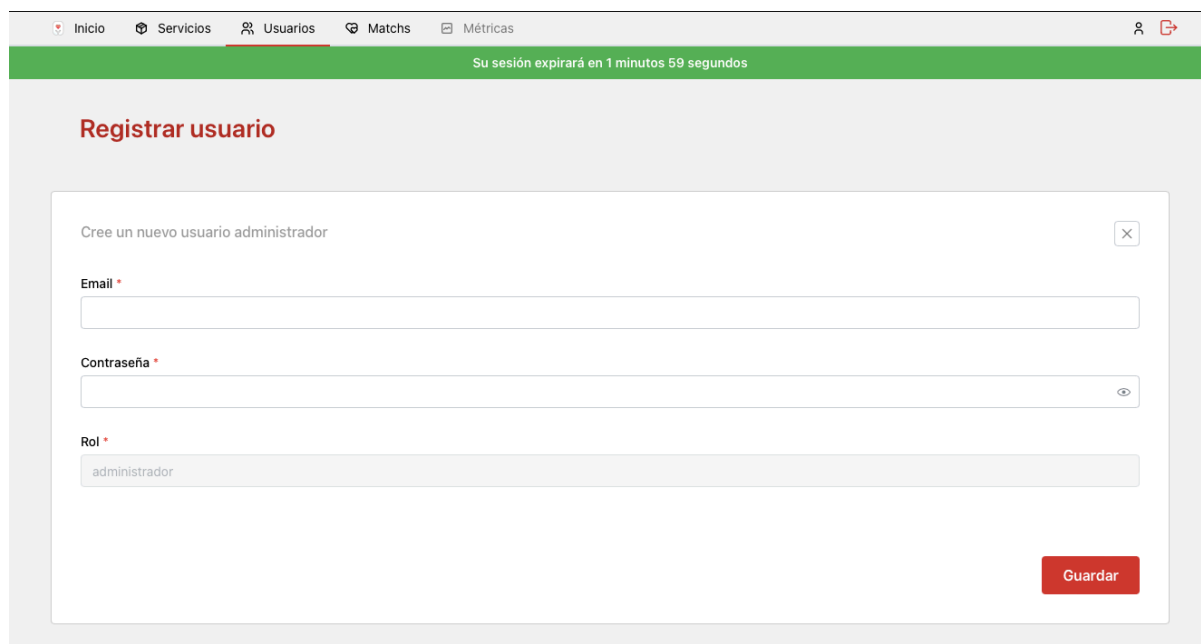 Inicio Servicios Usuarios Matchs Métricas
Su sesión expirará en 1 minutos 59 segundos
Registrar usuario
Cree un nuevo usuario administrador
Email *
Contraseña *
Rol *
administrador
Guardar